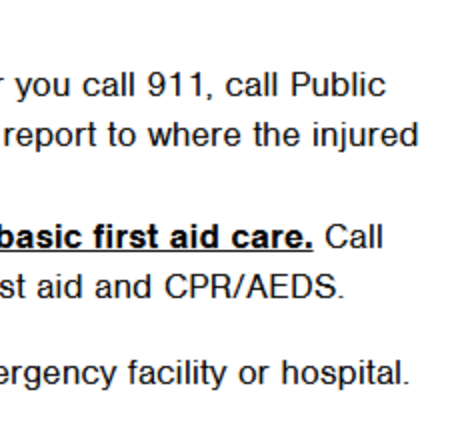 you call 911, call Public
report to where the injured
basic first aid care. Call
st aid and CPR/AEDS.
ergency facility or hospital.